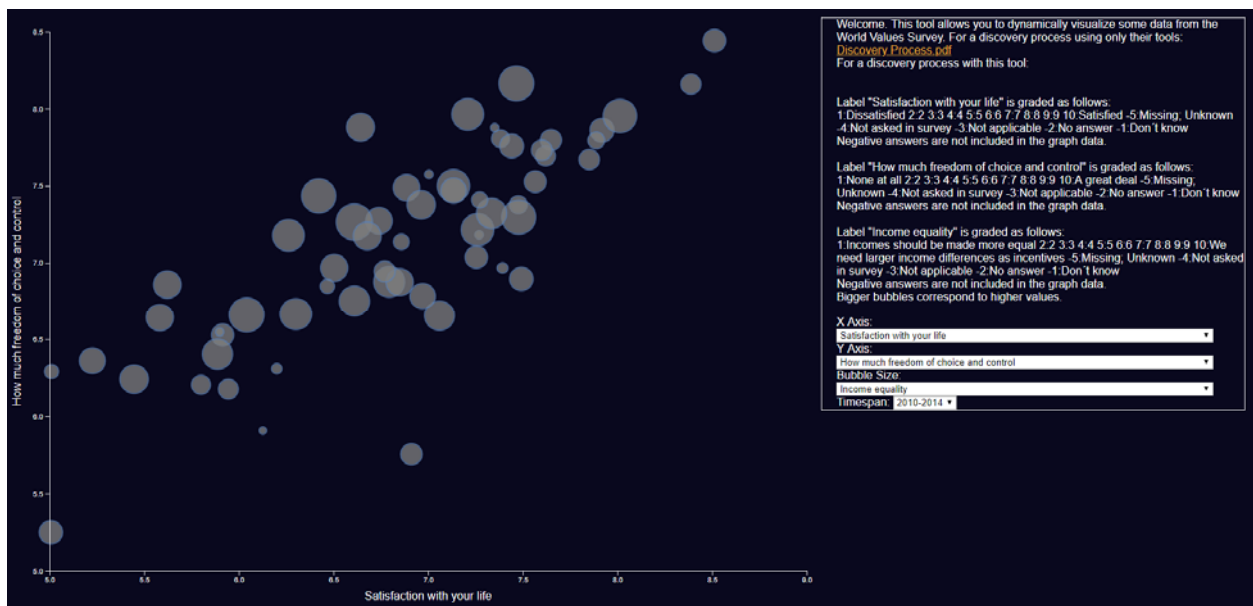 Welcome. This tool allows you to dynamically visualize some data from the
World Values Survey. For a discovery process using only their tools:
Discovery Process.pdf
For a discovery process with this tool:
Label "Satisfaction with your life" is graded as follows:
1:Dissatisfied 2:2 3:3 4:4 5:5 6:6 7:7 8:8 9:9 10:Satisfied -5:Missing; Unknown
-4:Not asked in survey -3:Not applicable -2:No answer -1:Don´t know
Negative answers are not included in the graph data.
Label "How much freedom of choice and control" is graded as follows:
1:None at all 2:2 3:3 4:4 5:5 6:6 7:7 8:8 9:9 10:A great deal -5:Missing;
Unknown -4:Not asked in survey -3:Not applicable -2:No answer -1:Don´t know
Negative answers are not included in the graph data.
Label "Income equality" is graded as follows:
1:Incomes should be made more equal 2:2 3:3 4:4 5:5 6:6 7:7 8:8 9:9 10:We
need larger income differences as incentives -5:Missing; Unknown -4:Not asked
in survey -3:Not applicable -2:No answer -1:Don´t know
Negative answers are not included in the graph data.
Bigger bubbles correspond to higher values.
X Axis:
Satisfaction with your life
Y Axis:
How much freedom of choice and control
Bubble Size:
Income equality
Timespan: 2010-2014
How much freedom of choice and control
8.5
8.0
7.5
7.0
6.5
6.0
5.5
5.0
5.0 5.5 6.0 6.5 7.0 7.5 8.0 8.5 9.0
Satisfaction with your life